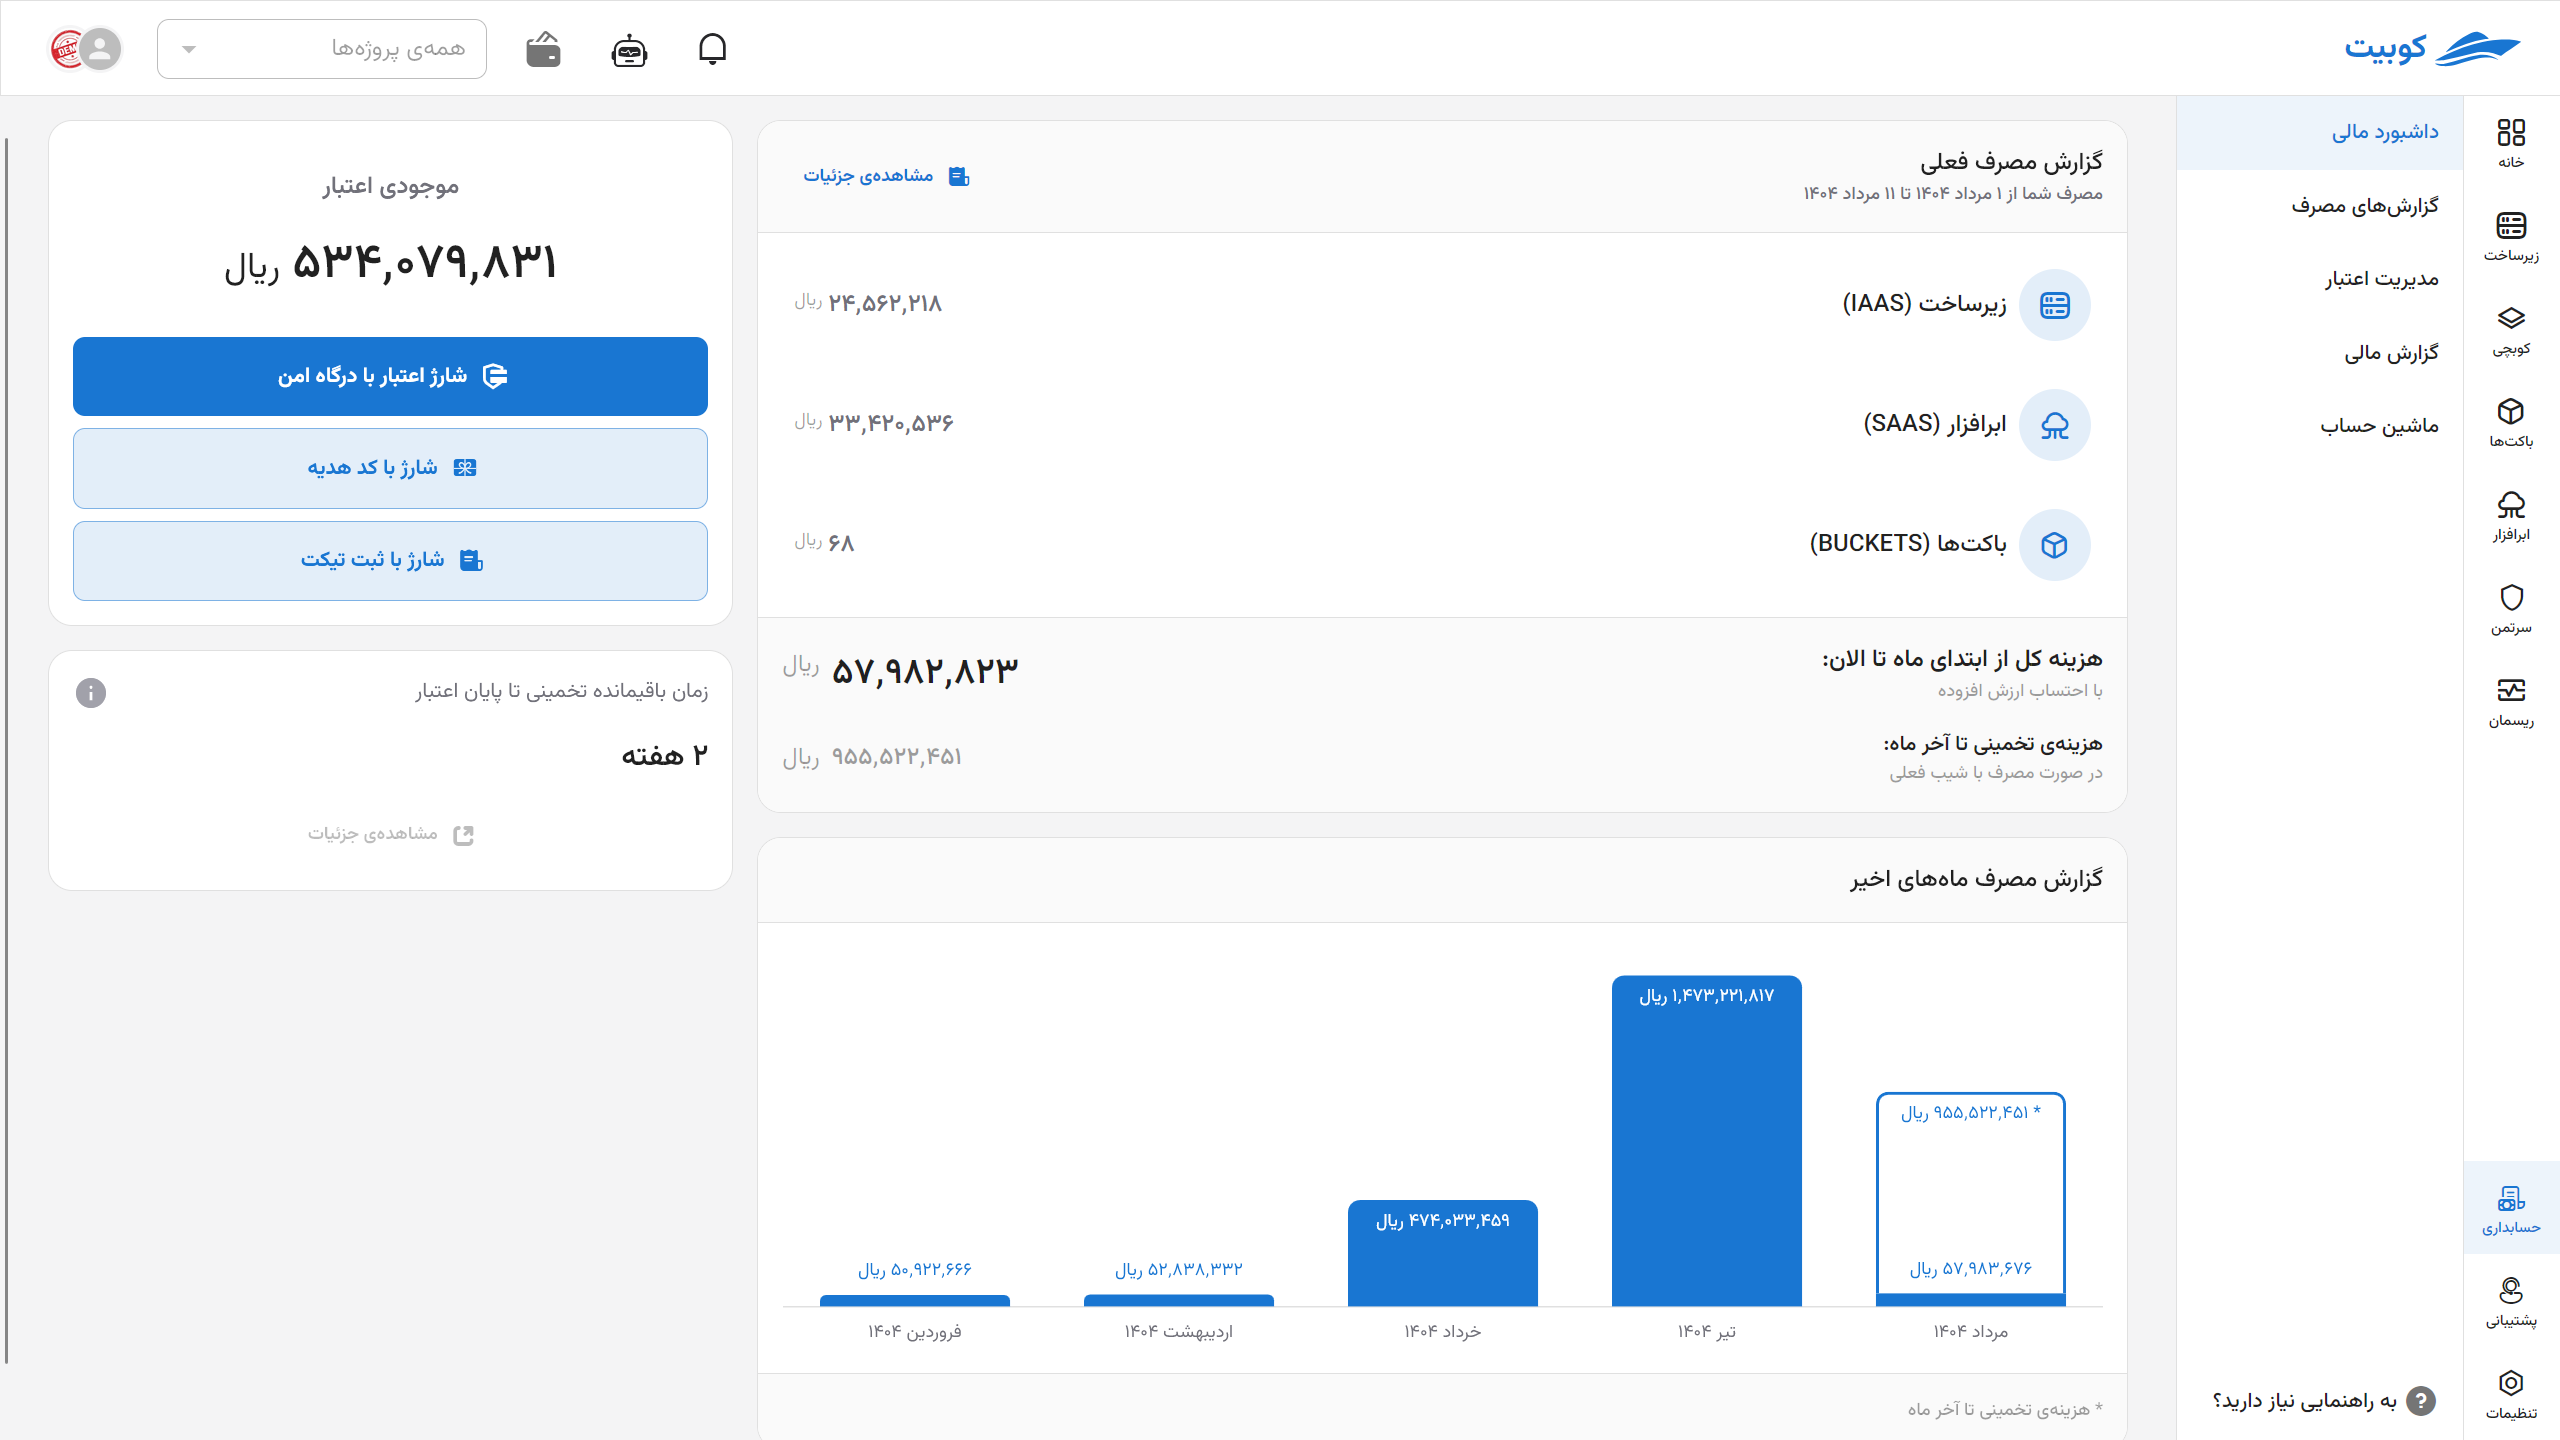 کوبیت
همه‌ی پروژه‌ها
DEMO
خانه
زیرساخت
کوبچی
باکت‌ها
ابرافزار
سرتمن
ریسمان
حسابداری
پشتیبانی
تنظیمات
داشبورد مالی
گزارش‌های مصرف
مدیریت اعتبار
گزارش مالی
ماشین حساب
به راهنمایی نیاز دارید؟
گزارش مصرف فعلی
مصرف شما از ۱ مرداد ۱۴۰۴ تا ۱۱ مرداد ۱۴۰۴
مشاهده‌ی جزئیات
زیرساخت (IAAS)
۲۴,۵۶۲,۲۱۸ ریال
ابرافزار (SAAS)
۳۳,۴۲۰,۵۳۶ ریال
باکت‌ها (BUCKETS)
۶۸ ریال
هزینه کل از ابتدای ماه تا الان:
با احتساب ارزش افزوده
۵۷,۹۸۲,۸۲۳ ریال
هزینه‌ی تخمینی تا آخر ماه:
در صورت مصرف با شیب فعلی
۹۵۵,۵۲۲,۴۵۱ ریال
گزارش مصرف ماه‌های اخیر
* ۹۵۵,۵۲۲,۴۵۱ ریال
۵۷,۹۸۳,۶۷۶ ریال
۱,۴۷۳,۲۲۱,۸۱۷ ریال
۴۷۴,۰۳۳,۴۵۹ ریال
۵۲,۸۳۸,۳۳۲ ریال
۵۰,۹۲۲,۶۶۶ ریال
مرداد ۱۴۰۴
تیر ۱۴۰۴
خرداد ۱۴۰۴
اردیبهشت ۱۴۰۴
فروردین ۱۴۰۴
* هزینه‌ی تخمینی تا آخر ماه
موجودی اعتبار
۵۳۴,۰۷۹,۸۳۱ ریال
شارژ اعتبار با درگاه امن
شارژ با کد هدیه
شارژ با ثبت تیکت
زمان باقیمانده تخمینی تا پایان اعتبار
۲ هفته
مشاهده‌ی جزئیات